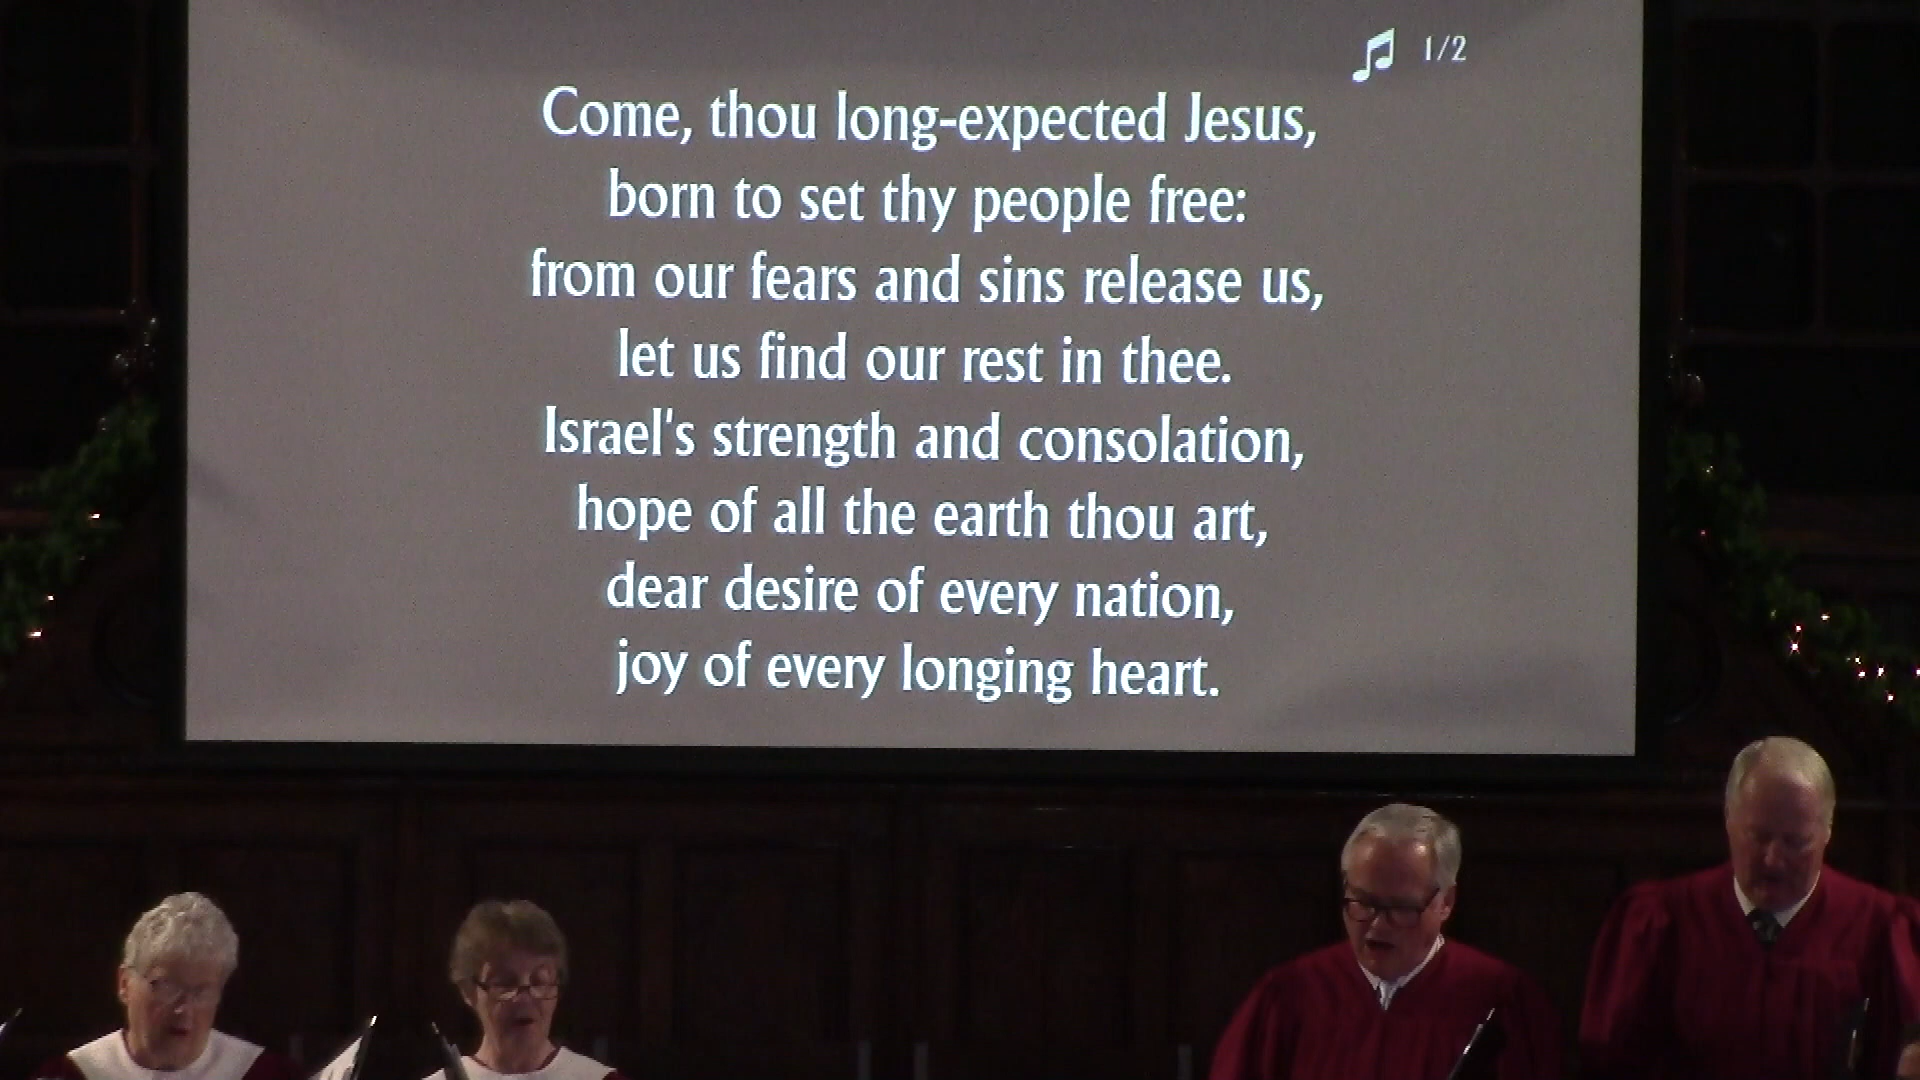 ♫ 1/2
Come, thou long-expected Jesus,
born to set thy people free:
from our fears and sins release us,
let us find our rest in thee.
Israel's strength and consolation,
hope of all the earth thou art,
dear desire of every nation,
joy of every longing heart.